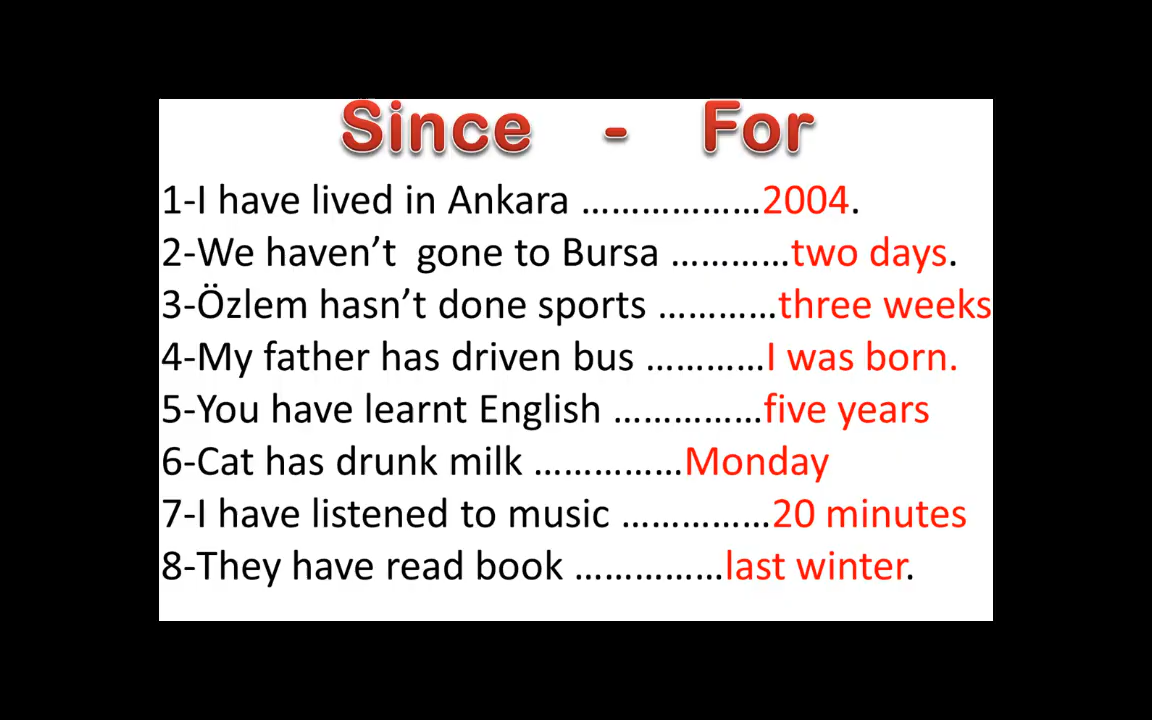 Since - For
1-I have lived in Ankara ………………2004.
2-We haven’t gone to Bursa …………two days.
3-Özlem hasn’t done sports …………three weeks
4-My father has driven bus …………I was born.
5-You have learnt English ……………five years
6-Cat has drunk milk ……………Monday
7-I have listened to music ……………20 minutes
8-They have read book ……………last winter.